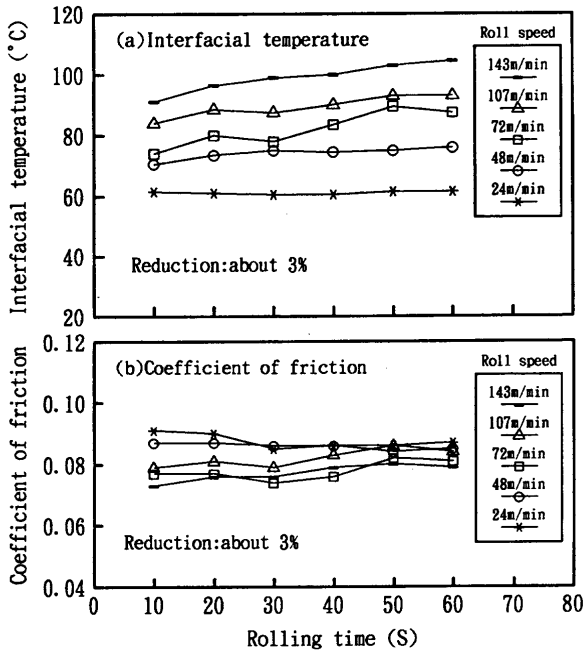 (a)Interfacial temperature
Interfacial temperature (°C)
120
100
80
60
40
20
Roll speed
143m/min
107m/min
72m/min
48m/min
24m/min
Reduction:about 3%
(b)Coefficient of friction
Coefficient of friction
0.12
0.10
0.08
0.06
0.04
Roll speed
143m/min
107m/min
72m/min
48m/min
24m/min
Reduction:about 3%
0 10 20 30 40 50 60 70 80
Rolling time (S)